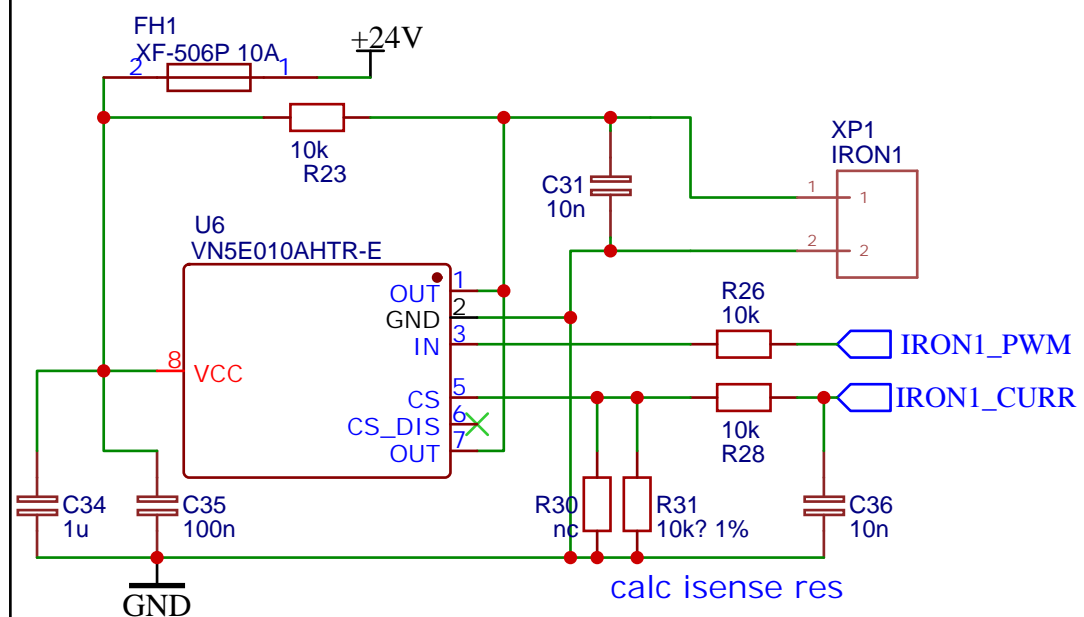 FH1
XF-506P 10A
2
1
+24V
10k
R23
C31
10n
XP1
IRON1
1
1
2
2
U6
VN5E010AHTR-E
OUT
1
GND
2
IN
3
8
VCC
CS
5
CS_DIS
6
OUT
7
R26
10k
IRON1_PWM
IRON1_CURR
10k
R28
C34
1u
C35
100n
R30
nc
R31
10k? 1%
C36
10n
calc isense res
GND